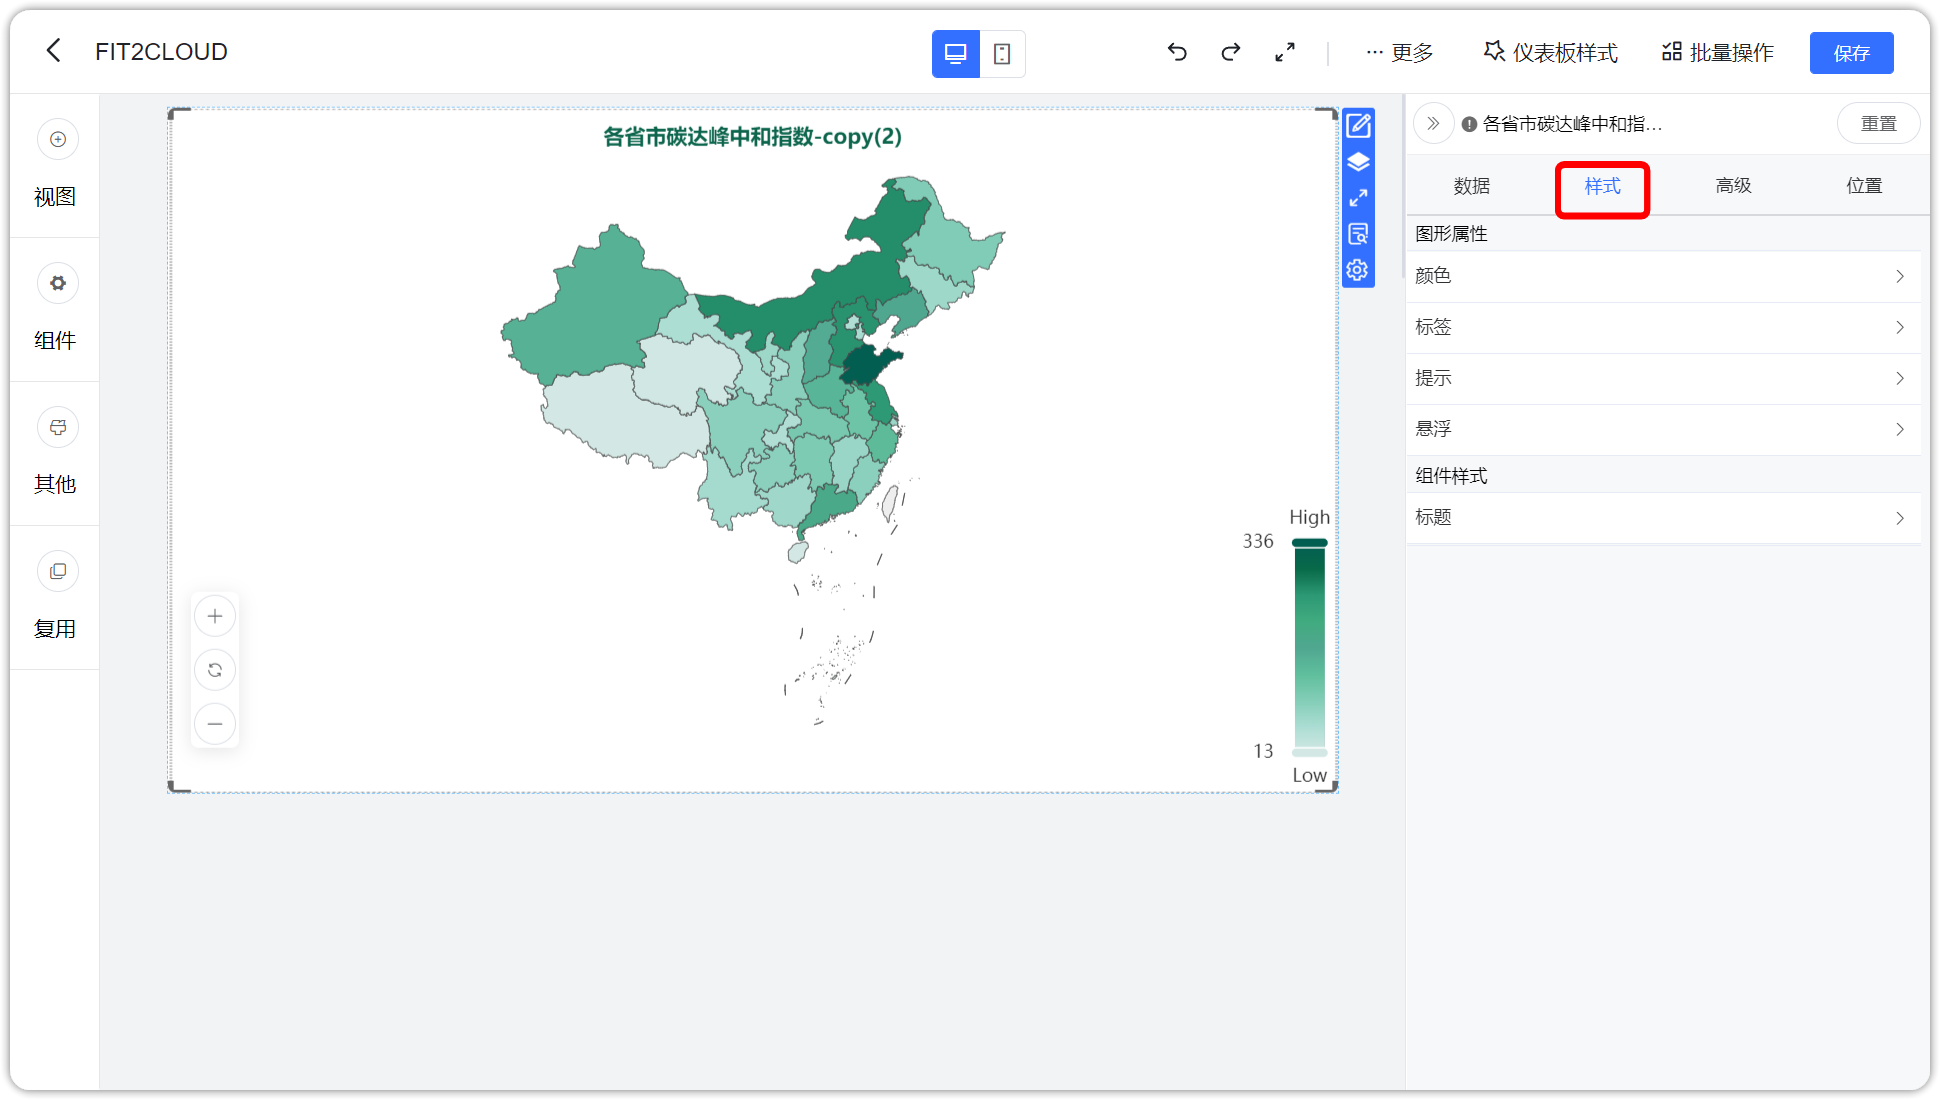 FIT2CLOUD
··· 更多
仪表板样式
批量操作
保存
视图
组件
其他
复用
各省市碳达峰中和指数-copy(2)
High
336
13
Low
各省市碳达峰中和指...
重置
数据
样式
高级
位置
图形属性
颜色
标签
提示
悬浮
组件样式
标题